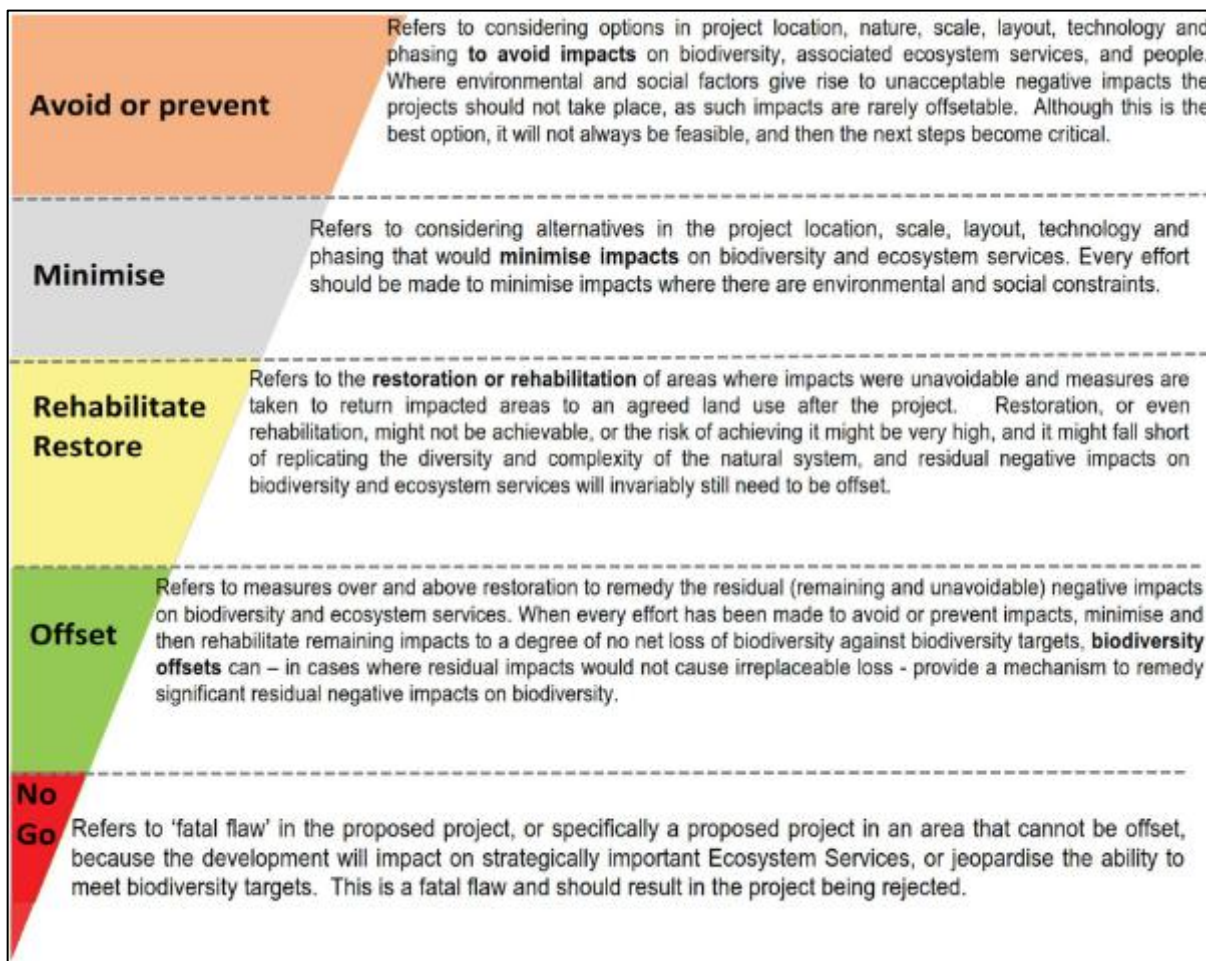 Refers to considering options in project location, nature, scale, layout, technology and
phasing to avoid impacts on biodiversity, associated ecosystem services, and people.
Where environmental and social factors give rise to unacceptable negative impacts the
projects should not take place, as such impacts are rarely offsetable. Although this is the
best option, it will not always be feasible, and then the next steps become critical.
Avoid or prevent
Refers to considering alternatives in the project location, scale, layout, technology and
phasing that would minimise impacts on biodiversity and ecosystem services. Every effort
should be made to minimise impacts where there are environmental and social constraints.
Minimise
Refers to the restoration or rehabilitation of areas where impacts were unavoidable and measures are
taken to return impacted areas to an agreed land use after the project. Restoration, or even
rehabilitation, might not be achievable, or the risk of achieving it might be very high, and it might fall short
of replicating the diversity and complexity of the natural system, and residual negative impacts on
biodiversity and ecosystem services will invariably still need to be offset.
Rehabilitate
Restore
Refers to measures over and above restoration to remedy the residual (remaining and unavoidable) negative impacts
on biodiversity and ecosystem services. When every effort has been made to avoid or prevent impacts, minimise and
then rehabilitate remaining impacts to a degree of no net loss of biodiversity against biodiversity targets, biodiversity
offsets can – in cases where residual impacts would not cause irreplaceable loss - provide a mechanism to remedy
significant residual negative impacts on biodiversity.
Offset
No
Go
Refers to ‘fatal flaw’ in the proposed project, or specifically a proposed project in an area that cannot be offset,
because the development will impact on strategically important Ecosystem Services, or jeopardise the ability to
meet biodiversity targets. This is a fatal flaw and should result in the project being rejected.